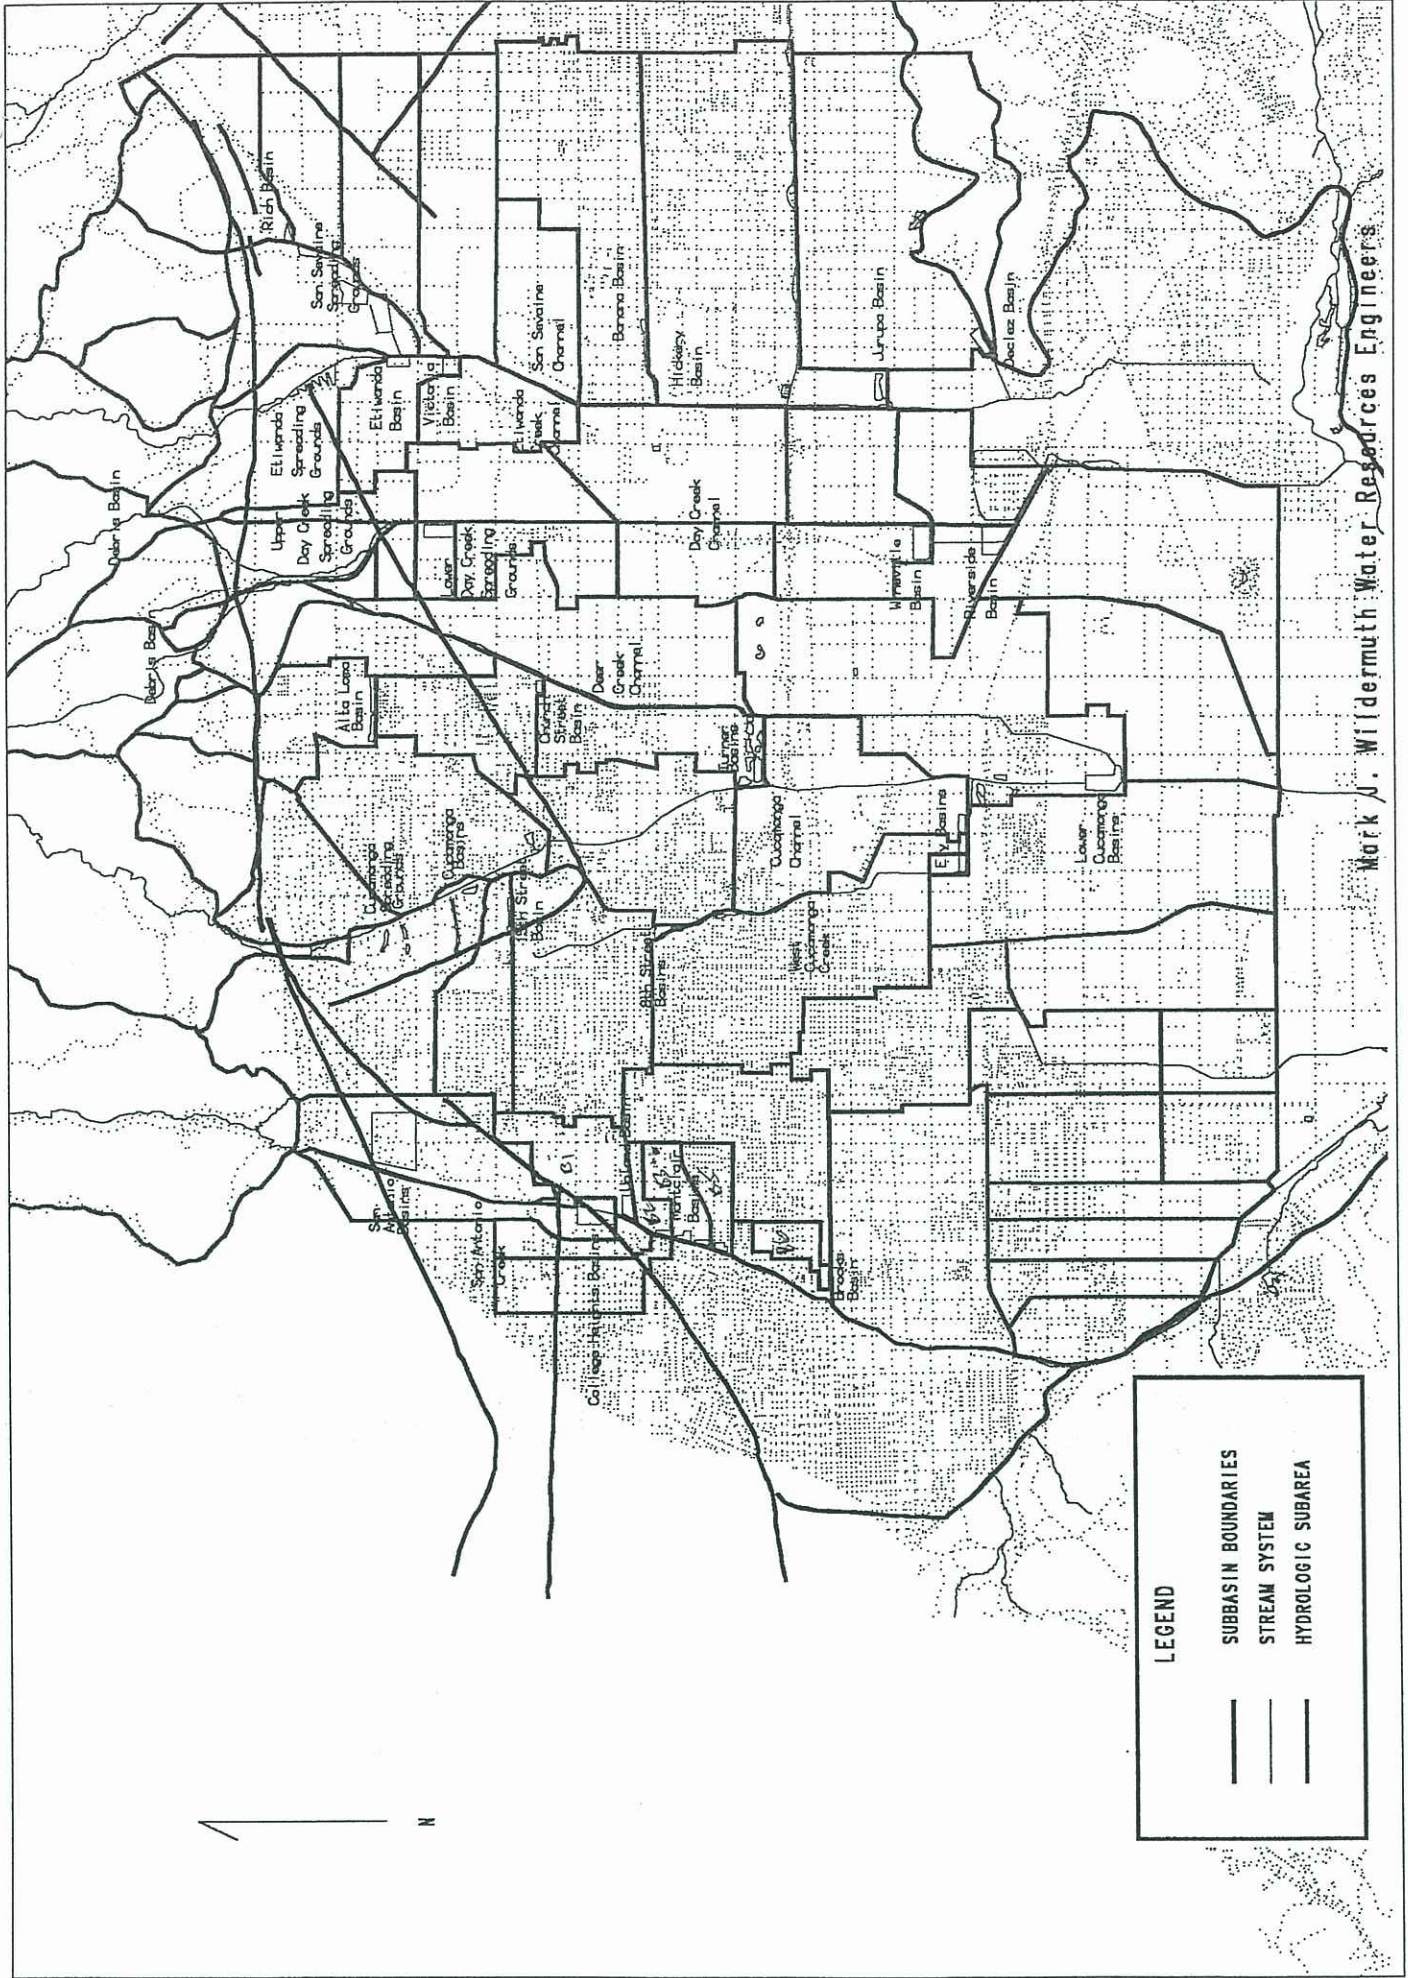 Debris Basin
Debris Basin
Rich Basin
San Sevaine
Spreading
Grounds
Etiwanda
Spreading
Grounds
Upper
Day Creek
Spreading
Grounds
Etiwanda
Basin
Victoria
Basin
San Sevaine
Channel
Etiwanda
Creek
Channel
Lower
Day Creek
Spreading
Grounds
Banana Basin
Hickory
Basin
Day Creek
Channel
Jurupa Basin
Declez Basin
Wineville
Basin
Riverside
Basin
Alta Loma
Basin
Deer
Creek
Channel
Church
Street
Basin
Turner
Basins
Cucamonga
Spreading
Grounds
Cucamonga
Basins
15th Street
Basin
8th Street
Basins
Cucamonga
Channel
West
Cucamonga
Creek
Ely Basins
Lower
Cucamonga
Basins
San
Antonio
Basins
San Antonio
Creek
College Heights Basins
Upland Basin
Montclair
Basins
Brooks
Basin
N
LEGEND
SUBBASIN BOUNDARIES
STREAM SYSTEM
HYDROLOGIC SUBAREA
Mark J. Wildermuth Water Resources Engineers